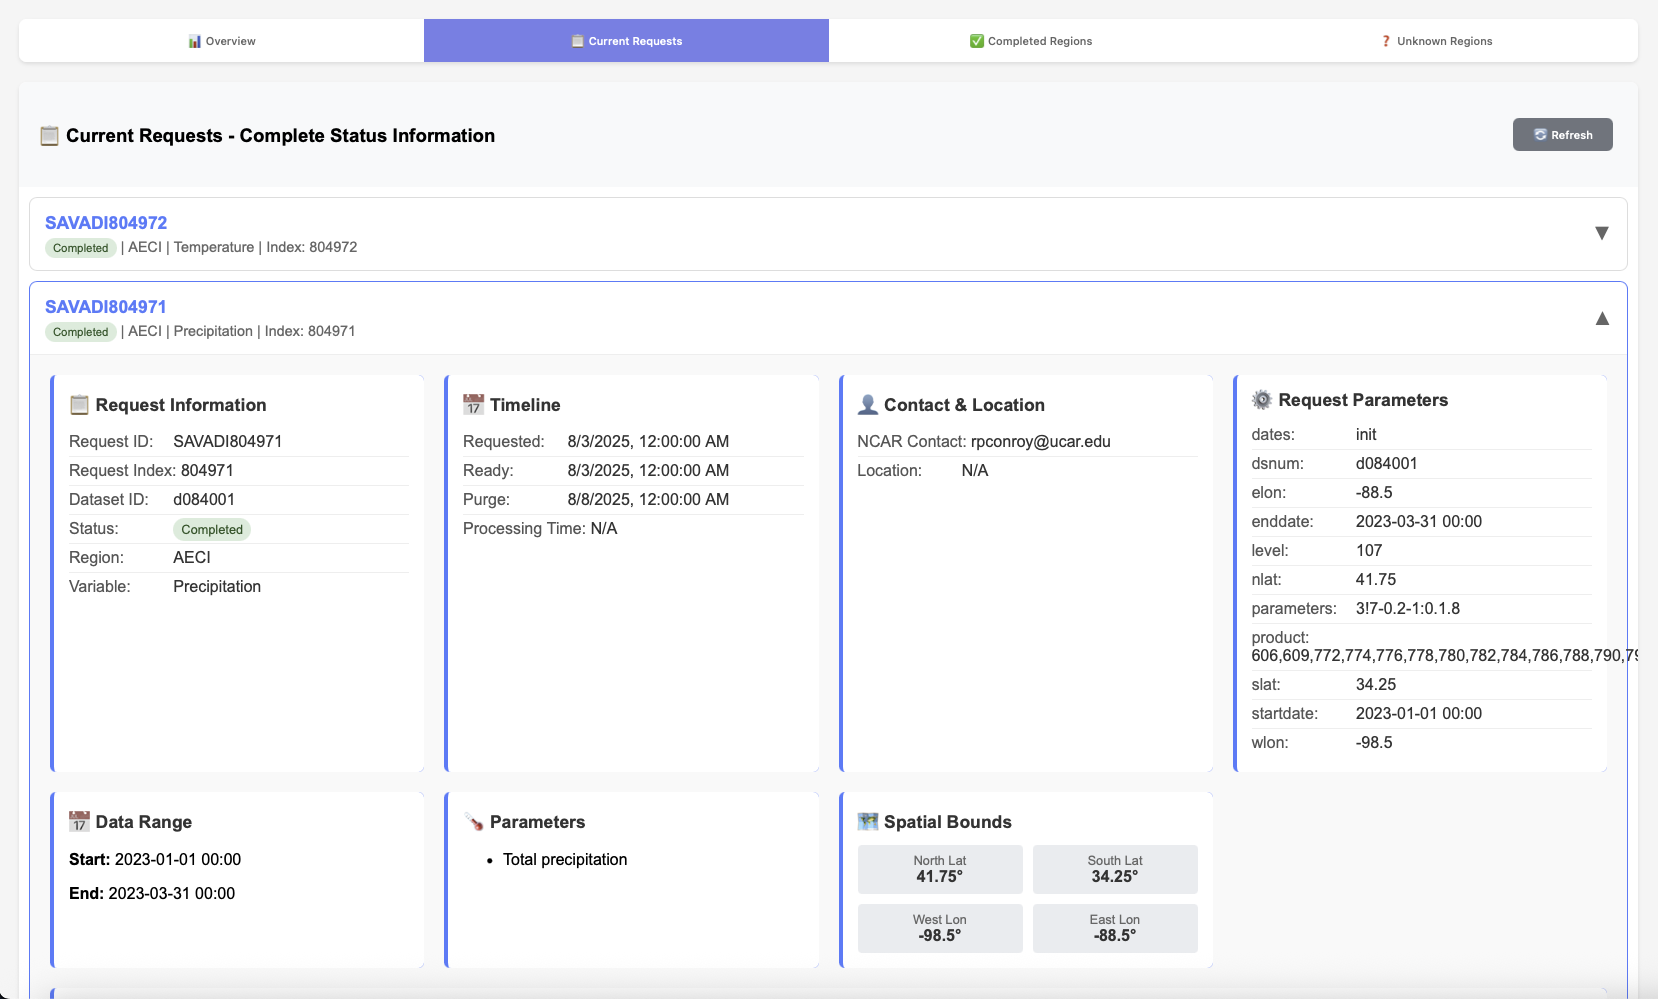 Overview
Current Requests
Completed Regions
Unknown Regions
Current Requests - Complete Status Information
Refresh
SAVADI804972
Completed | AECI | Temperature | Index: 804972
SAVADI804971
Completed | AECI | Precipitation | Index: 804971
Request Information
Request ID: SAVADI804971
Request Index: 804971
Dataset ID: d084001
Status: Completed
Region: AECI
Variable: Precipitation
Timeline
Requested: 8/3/2025, 12:00:00 AM
Ready: 8/3/2025, 12:00:00 AM
Purge: 8/8/2025, 12:00:00 AM
Processing Time: N/A
Contact & Location
NCAR Contact: rpconroy@ucar.edu
Location: N/A
Request Parameters
dates: init
dsnum: d084001
elon: -88.5
enddate: 2023-03-31 00:00
level: 107
nlat: 41.75
parameters: 3!7-0.2-1:0.1.8
product:
606,609,772,774,776,778,780,782,784,786,788,790,
slat: 34.25
startdate: 2023-01-01 00:00
wlon: -98.5
Data Range
Start: 2023-01-01 00:00
End: 2023-03-31 00:00
Parameters
• Total precipitation
Spatial Bounds
North Lat
41.75°
South Lat
34.25°
West Lon
-98.5°
East Lon
-88.5°